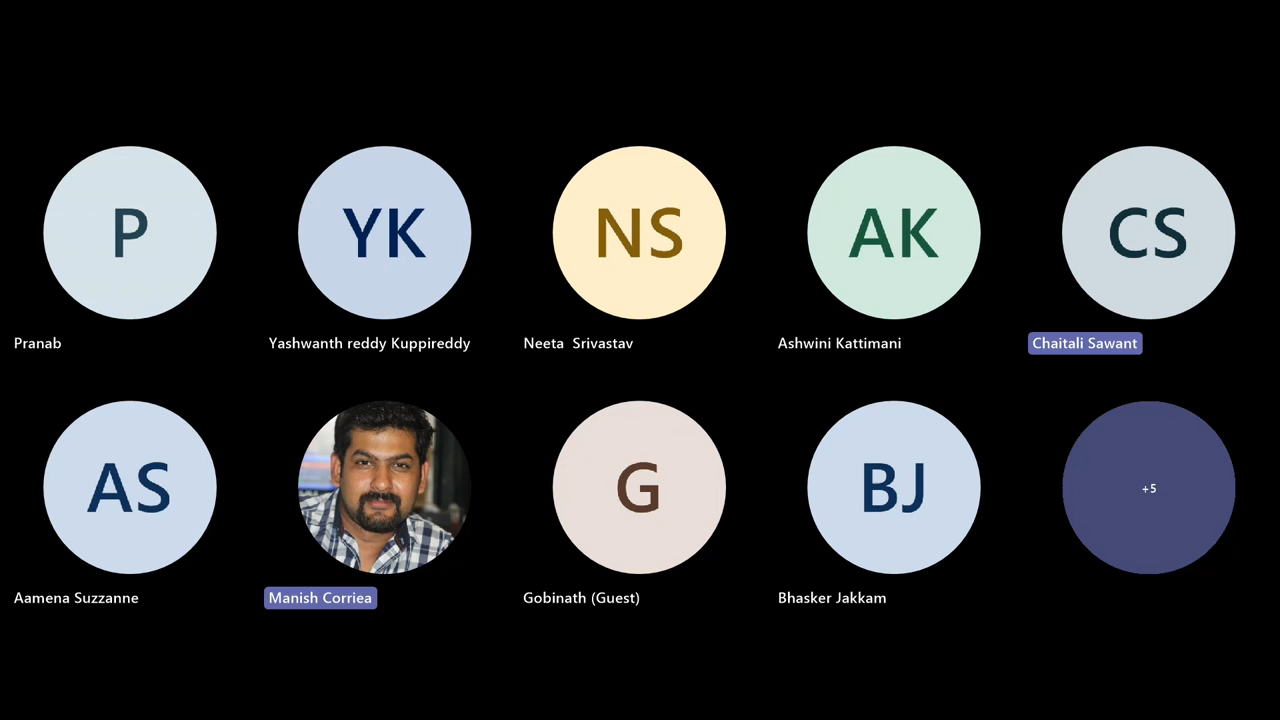 P
YK
NS
AK
CS
Pranab
Yashwanth reddy Kuppireddy
Neeta  Srivastav
Ashwini Kattimani
Chaitali Sawant
AS
G
BJ
+5
Aamena Suzzanne
Manish Corriea
Gobinath (Guest)
Bhasker Jakkam